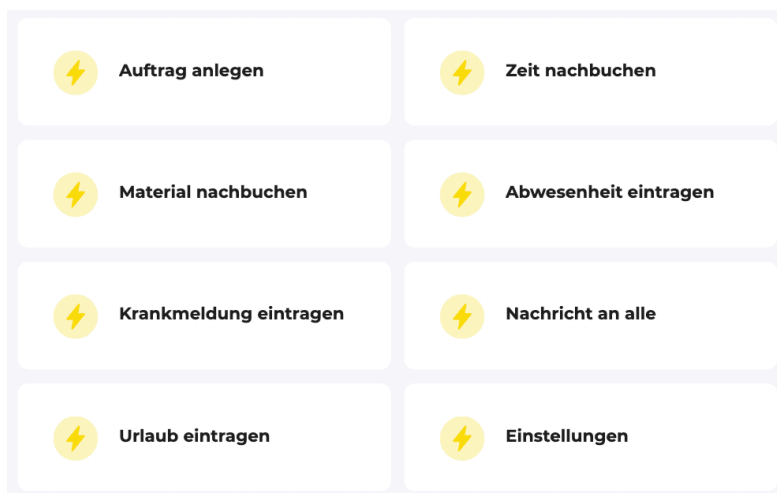 Auftrag anlegen
Zeit nachbuchen
Material nachbuchen
Abwesenheit eintragen
Krankmeldung eintragen
Nachricht an alle
Urlaub eintragen
Einstellungen